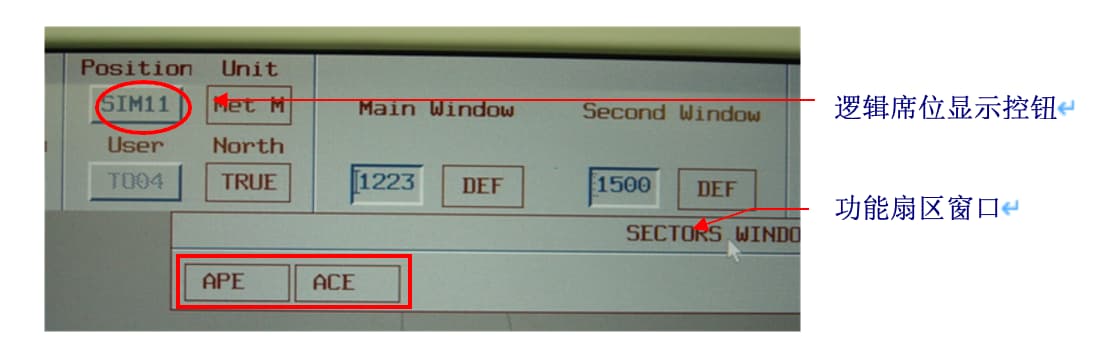 Position Unit
SIM11 Met M
Main Window Second Window
逻辑席位显示控钮
User North
TD04 TRUE
1223 DEF 1500 DEF
功能扇区窗口
SECTORS WINDO
APE ACE